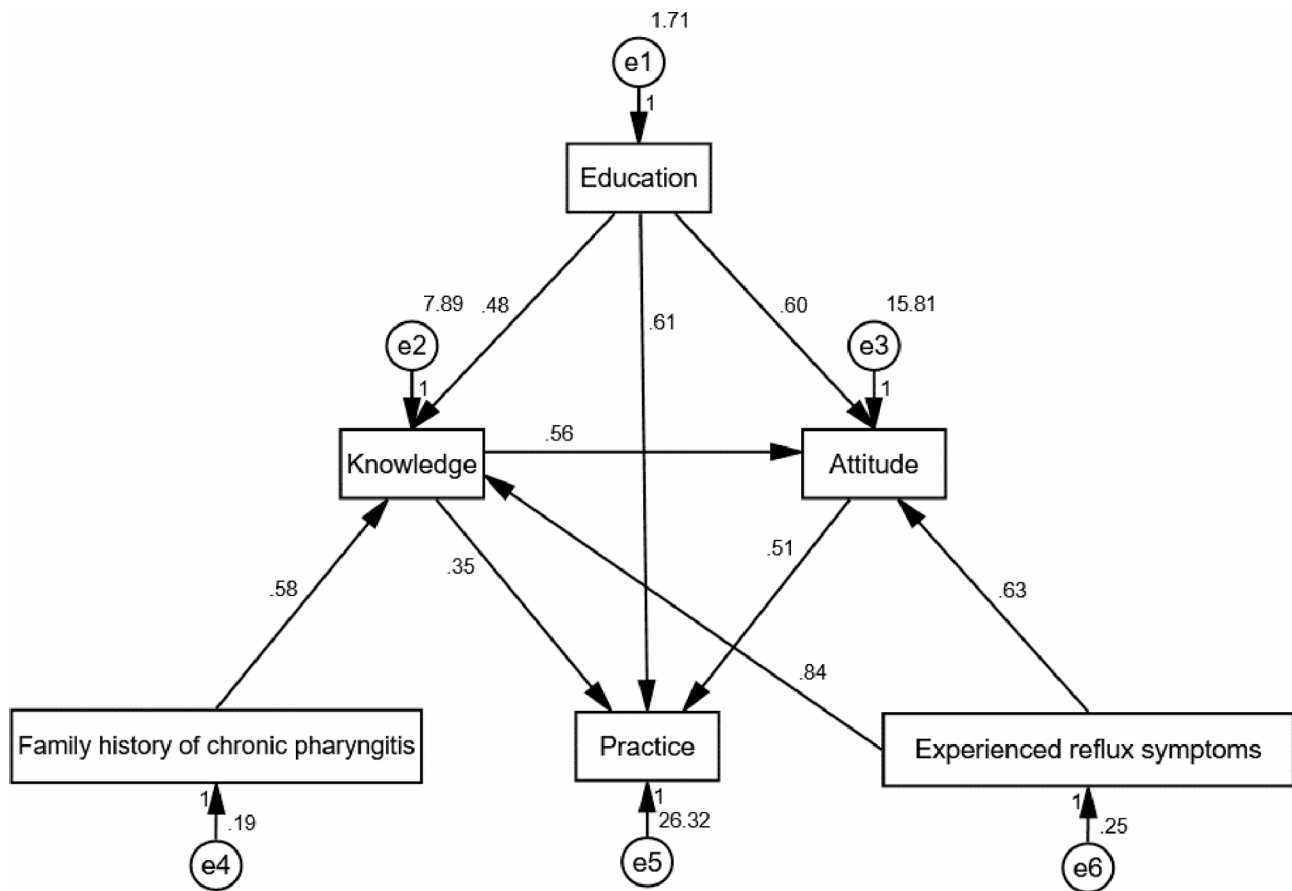 1.71
e1
1
Education
7.89
.48
.61
.60
15.81
e2
e3
1
1
Knowledge
.56
Attitude
.58
.35
.51
.63
.84
Family history of chronic pharyngitis
Practice
Experienced reflux symptoms
1
.19
1
26.32
1
.25
e4
e5
e6